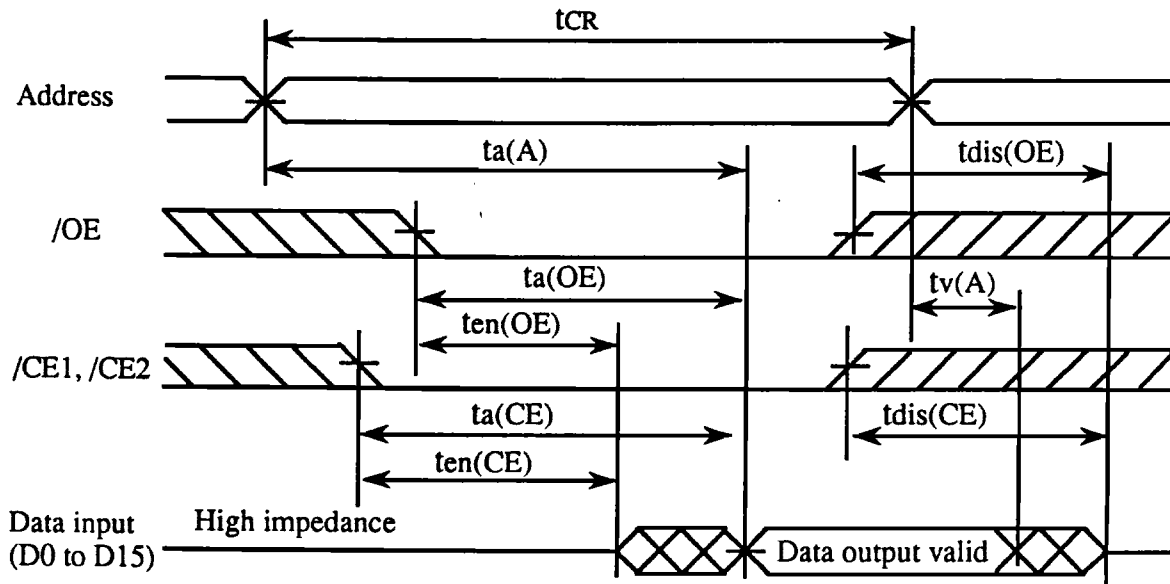 tCR
Address
ta(A)
tdis(OE)
/OE
ta(OE)
tv(A)
ten(OE)
/CE1, /CE2
ta(CE)
tdis(CE)
ten(CE)
Data input
(D0 to D15)
High impedance
Data output valid